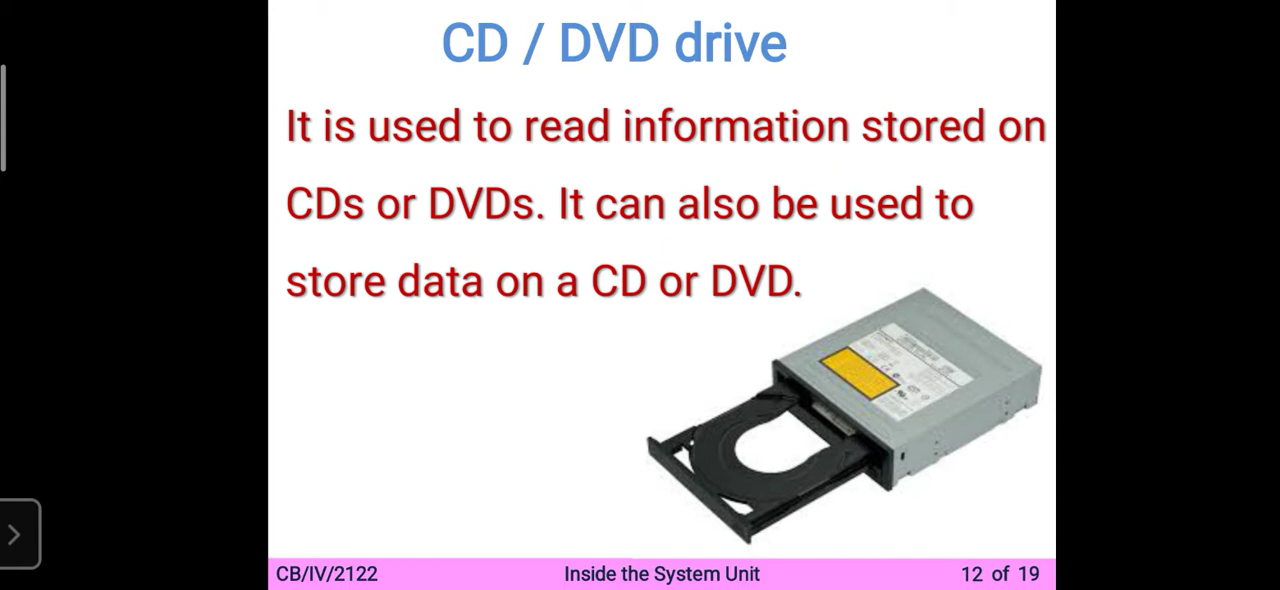 CD / DVD drive
It is used to read information stored on
CDs or DVDs. It can also be used to
store data on a CD or DVD.
CB/IV/2122
Inside the System Unit
12 of 19